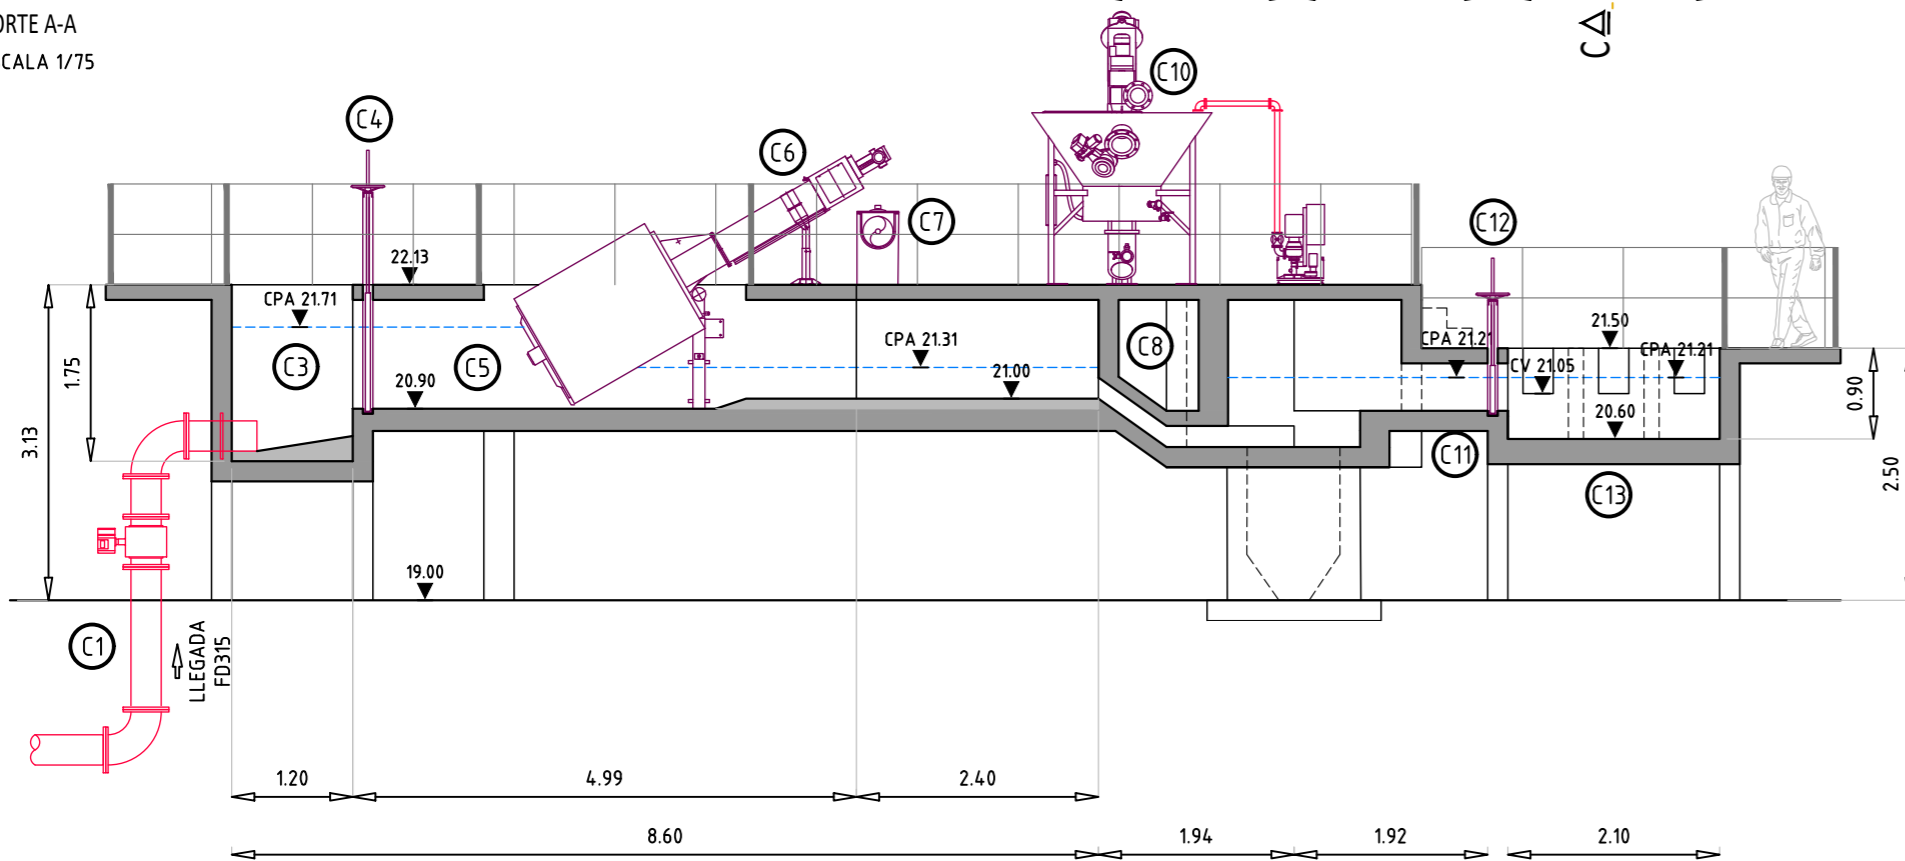 ORTE A-A
CALA 1/75
C
C4
C10
C6
C7
C12
22.13
CPA 21.71
CPA 21.31
CPA 21.21
21.50
CPA 21.21
CV 21.05
C3
C5
C8
20.90
21.00
20.60
1.75
3.13
0.90
2.50
C11
C13
19.00
C1
LLEGADA
FD315
1.20
4.99
2.40
8.60
1.94
1.92
2.10